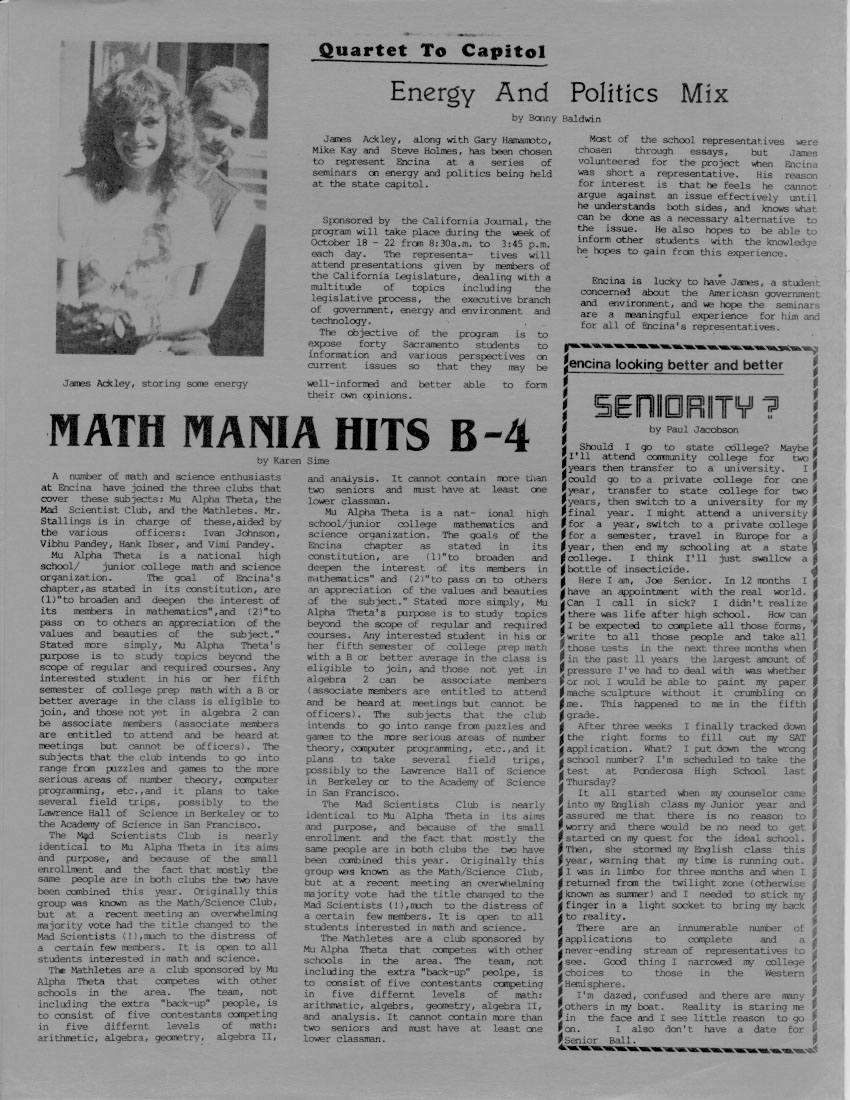 Quartet To Capitol
Energy And Politics Mix
by Bonny Baldwin
James Ackley, along with Gary Hamamoto,
Mike Kay and Steve Holmes, has been chosen
to represent Encina at a series of
seminars on energy and politics being held
at the state capitol.
Sponsored by the California Journal, the
program will take place during the week of
October 18 - 22 from 8:30a.m. to 3:45 p.m.
each day. The representa- tives will
attend presentations given by members of
the California Legislature, dealing with a
multitude of topics including the
legislative process, the executive branch
of government, energy and environment and
technology.
The objective of the program is to
expose forty Sacramento students to
information and various perspectives on
current issues so that they may be
well-informed and better able to form
their own opinions.
Most of the school representatives were
chosen through essays, but James
volunteered for the project when Encina
was short a representative. His reason
for interest is that he feels he cannot
argue against an issue effectively until
he understands both sides, and knows what
can be done as a necessary alternative to
the issue. He also hopes to be able to
inform other students with the knowledge
he hopes to gain from this experience.
Encina is lucky to have James, a student
concerned about the Americasn government
and environment, and we hope the seminars
are a meaningful experience for him and
for all of Encina's representatives.
James Ackley, storing some energy
MATH MANIA HITS B-4
by Karen Sime
A number of math and science enthusiasts
at Encina have joined the three clubs that
cover these subjects: Mu Alpha Theta, the
Mad Scientist Club, and the Mathletes. Mr.
Stallings is in charge of these,aided by
the various officers: Ivan Johnson,
Vibhu Pandey, Hank Ibser, and Vimi Pandey.
Mu Alpha Theta is a national high
school/ junior college math and science
organization. The goal of Encina's
chapter,as stated in its constitution, are
(1)"to broaden and deepen the interest of
its members in mathematics",and (2)"to
pass on to others an appreciation of the
values and beauties of the subject."
Stated more simply, Mu Alpha Theta's
purpose is to study topics beyond the
scope of regular and required courses. Any
interested student in his or her fifth
semester of college prep math with a B or
better average in the class is eligible to
join, and those not yet in algebra 2 can
be associate members (associate members
are entitled to attend and be heard at
meetings but cannot be officers). The
subjects that the club intends to go into
range from puzzles and games to the more
serious areas of number theory, computer
programming, etc.,and it plans to take
several field trips, possibly to the
Lawrence Hall of Science in Berkeley or to
the Academy of Science in San Francisco.
The Mad Scientists Club is nearly
identical to Mu Alpha Theta in its aims
and purpose, and because of the small
enrollment and the fact that mostly the
same people are in both clubs the two have
been combined this year. Originally this
group was known as the Math/Science Club,
but at a recent meeting an overwhelming
majority vote had the title changed to the
Mad Scientists (!),much to the distress of
a certain few members. It is open to all
students interested in math and science.
The Mathletes are a club sponsored by Mu
Alpha Theta that competes with other
schools in the area. The team, not
including the extra "back-up" people, is
to consist of five contestants competing
in five differnt levels of math:
arithmetic, algebra, geometry, algebra II,
and analysis. It cannot contain more than
two seniors and must have at least one
lower classman.
Mu Alpha Theta is a nat- ional high
school/junior college mathematics and
science organization. The goals of the
Encina chapter as stated in its
constitution, are (1)"to broaden and
deepen the interest of its members in
mathematics" and (2)"to pass on to others
an appreciation of the values and beauties
of the subject." Stated more simply, Mu
Alpha Theta's purpose is to study topics
beyond the scope of regular and required
courses. Any interested student in his or
her fifth semester of college prep math
with a B or better average in the class is
eligible to join, and those not yet in
algebra 2 can be associate members
(associate members are entitled to attend
and be heard at meetings but cannot be
officers). The subjects that the club
intends to go into range from puzzles and
games to the more serious areas of number
theory, computer programming, etc.,and it
plans to take several field trips,
possibly to the Lawrence Hall of Science
in Berkeley or to the Academy of Science
in San Francisco.
The Mad Scientists Club is nearly
identical to Mu Alpha Theta in its aims
and purpose, and because of the small
enrollment and the fact that mostly the
same people are in both clubs the two have
been combined this year. Originally this
group was known as the Math/Science Club,
but at a recent meeting an overwhelming
majority vote had the title changed to the
Mad Scientists (!),much to the distress of
a certain few members. It is open to all
students interested in math and science.
The Mathletes are a club sponsored by
Mu Alpha Theta that competes with other
schools in the area. The team, not
including the extra "back-up" peolpe, is
to consist of five contestants competing
in five differnt levels of math:
arithmatic, algebrs, geometry, algebra II,
and analysis. It cannot contain more than
two seniors and must have at least one
lower classman.
encina looking better and better
SENIORITY?
by Paul Jacobson
Should I go to state college? Maybe
I'll attend community college for two
years then transfer to a university. I
could go to a private college for one
year, transfer to state college for two
years, then switch to a university for my
final year. I might attend a university
for a year, switch to a private college
for a semester, travel in Europe for a
year, then end my schooling at a state
college. I think I'll just swallow a
bottle of insecticide.
Here I am, Joe Senior. In 12 months I
have an appointment with the real world.
Can I call in sick? I didn't realize
there was life after high school. How can
I be expected to complete all those forms,
write to all those people and take all
those tests in the next three months when
in the past 11 years the largest amount of
pressure I've had to deal with was whether
or not I would be able to paint my paper
mache sculpture without it crumbling on
me. This happened to me in the fifth
grade.
After three weeks I finally tracked down
the right forms to fill out my SAT
application. What? I put down the wrong
school number? I'm scheduled to take the
test at Ponderosa High School last
Thursday?
It all started when my counselor came
into my English class my Junior year and
assured me that there is no reason to
worry and there would be no need to get
started on my quest for the ideal school.
Then, she stormed my English class this
year, warning that my time is running out.
I was in limbo for three months and when I
returned from the twilight zone (otherwise
known as summer) and I needed to stick my
finger in a light socket to bring my back
to reality.
There are an innumerable number of
applications to complete and a
never-ending stream of representatives to
see. Good thing I narrowed my college
choices to those in the Western
Hemisphere.
I'm dazed, confused and there are many
others in my boat. Reality is staring me
in the face and I see little reason to go
on. I also don't have a date for
Senior Ball.